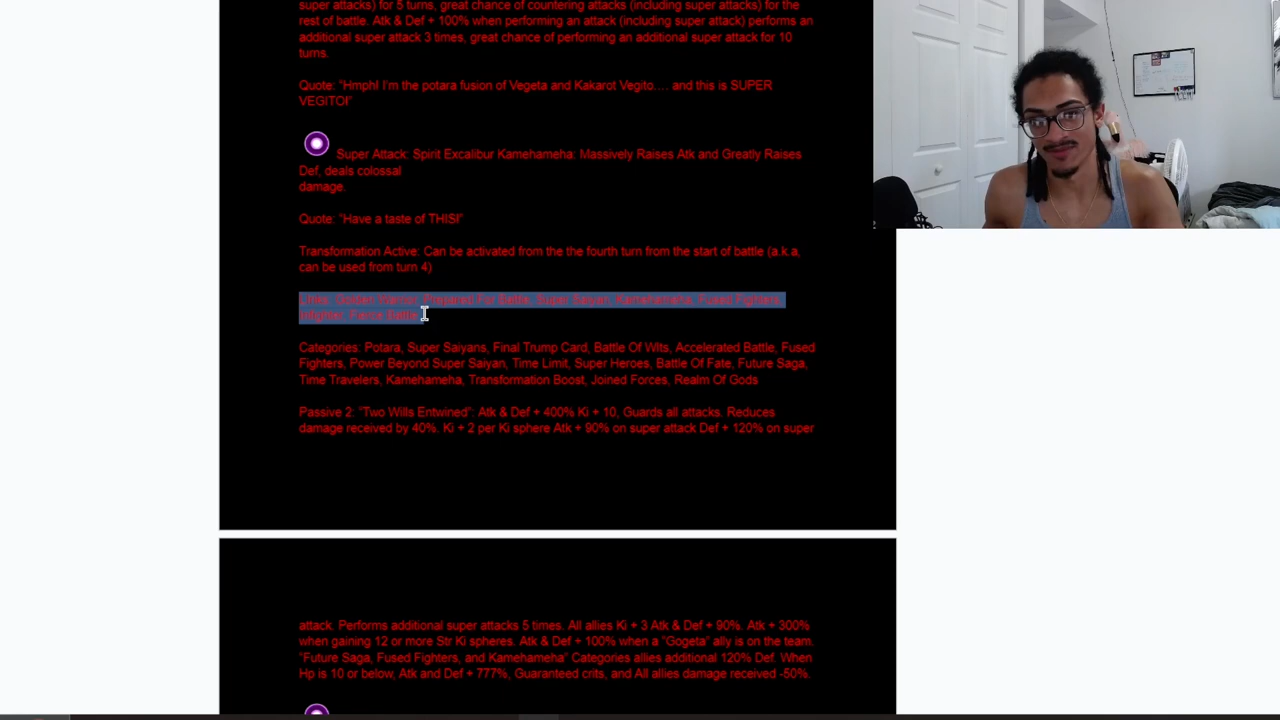 super attacks) for 5 turns, great chance of countering attacks (including super attacks) for the
rest of battle. Atk & Def + 100% when performing an attack (including super attack) performs an
additional super attack 3 times, great chance of performing an additional super attack for 10
turns.
Quote: "Hmph! I'm the potara fusion of Vegeta and Kakarot Vegito.... and this is SUPER
VEGITO!"
Super Attack: Spirit Excalibur Kamehameha: Massively Raises Atk and Greatly Raises
Def, deals colossal
damage.
Quote: "Have a taste of THIS!"
Transformation Active: Can be activated from the the fourth turn from the start of battle (a.k.a,
can be used from turn 4)
Links: Golden Warrior, Prepared For Battle, Super Saiyan, Kamehameha, Fused Fighters,
Fierce Battle
Categories: Potara, Super Saiyans, Final Trump Card, Battle Of Wits, Accelerated Battle, Fused
Fighters, Power Beyond Super Saiyan, Time Limit, Super Heroes, Battle Of Fate, Future Saga,
Time Travelers, Kamehameha, Transformation Boost, Joined Forces, Realm Of Gods
Passive 2: "Two Wills Entwined": Atk & Def + 400% Ki + 10, Guards all attacks. Reduces
damage received by 40%. Ki + 2 per Ki sphere Atk + 90% on super attack Def + 120% on super
attack. Performs additional super attacks 5 times. All allies Ki + 3 Atk & Def + 90%. Atk + 300%
when gaining 12 or more Str Ki spheres. Atk & Def + 100% when a "Gogeta" ally is on the team.
"Future Saga, Fused Fighters, and Kamehameha" Categories allies additional 120% Def. When
Hp is 10 or below, Atk and Def + 777%, Guaranteed crits, and All allies damage received -50%.